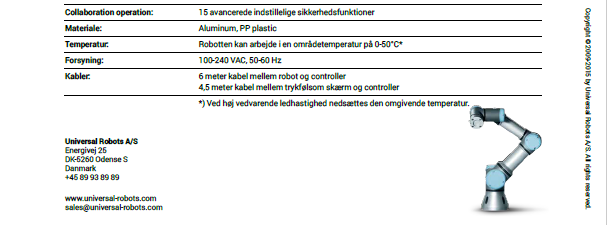 Collaboration operation: 15 avancerede indstillelige sikkerhedsfunktioner
Materiale: Aluminum, PP plastic
Temperatur: Robotten kan arbejde i en områdetemperatur på 0-50°C*
Forsyning: 100-240 VAC, 50-60 Hz
Kabler: 6 meter kabel mellem robot og controller
4,5 meter kabel mellem trykfølsom skærm og controller
*) Ved høj vedvarende ledhastighed nedsættes den omgivende temperatur.
Universal Robots A/S
Energivej 25
DK-5260 Odense S
Danmark
+45 89 93 89 89
www.universal-robots.com
sales@universal-robots.com
Copyright ©2009-2015 by Universal Robots A/S. All rights reserved.